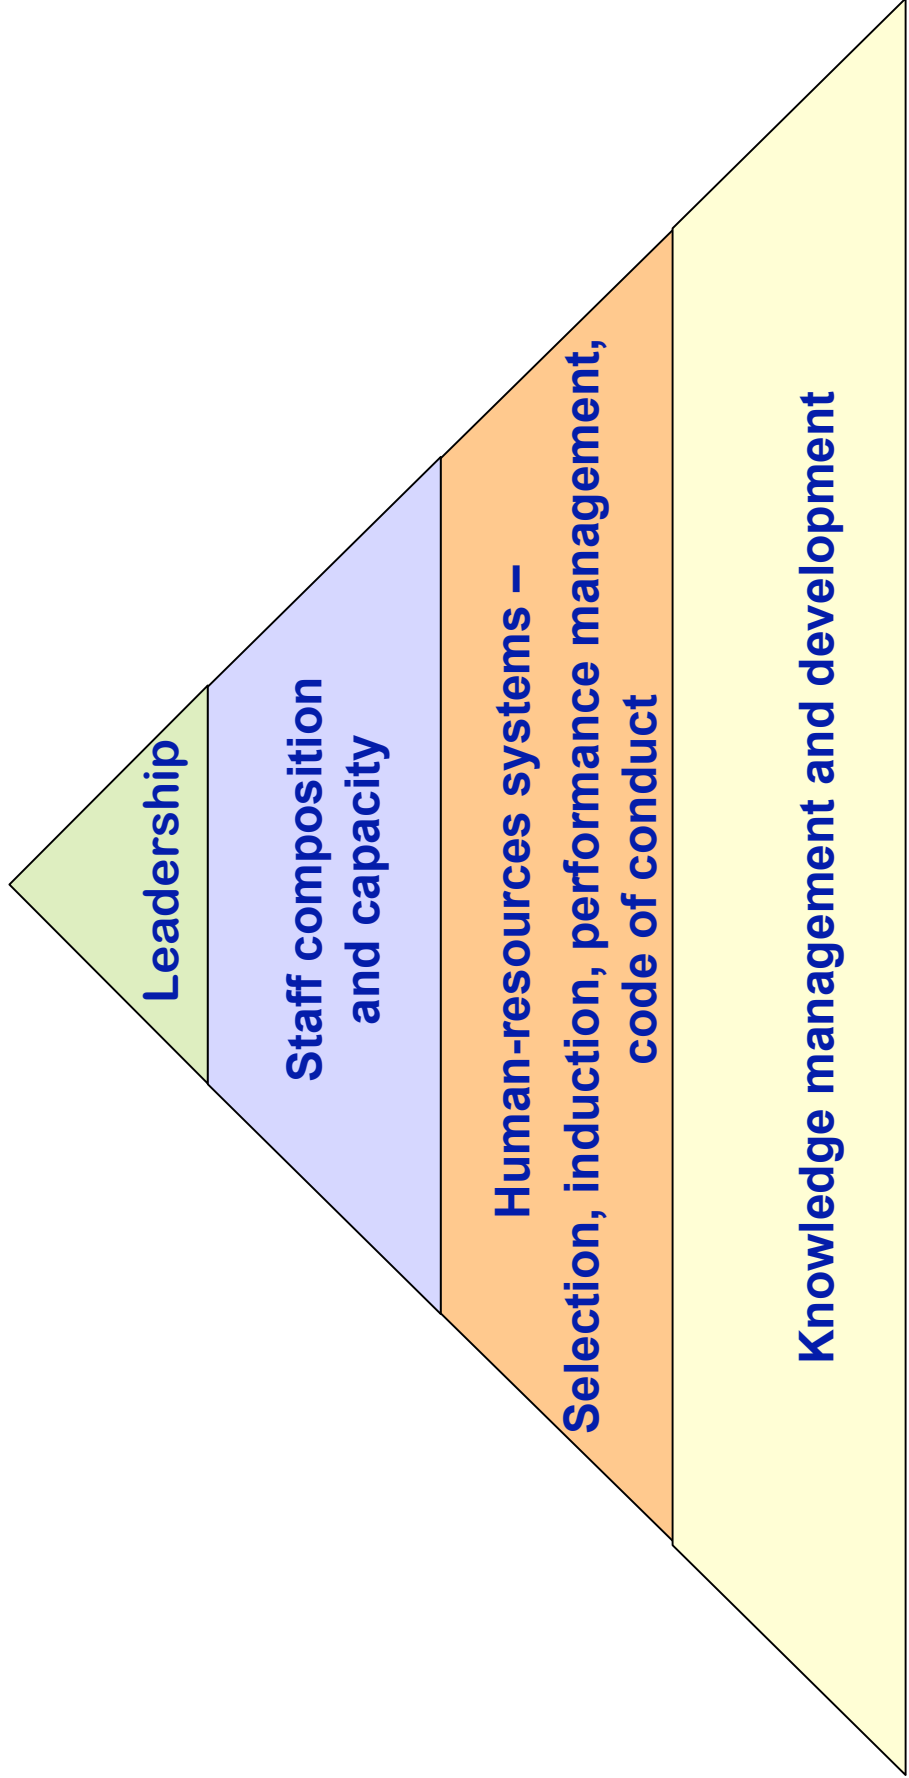 Leadership
Staff composition
and capacity
Human-resources systems –
Selection, induction, performance management,
code of conduct
Knowledge management and development